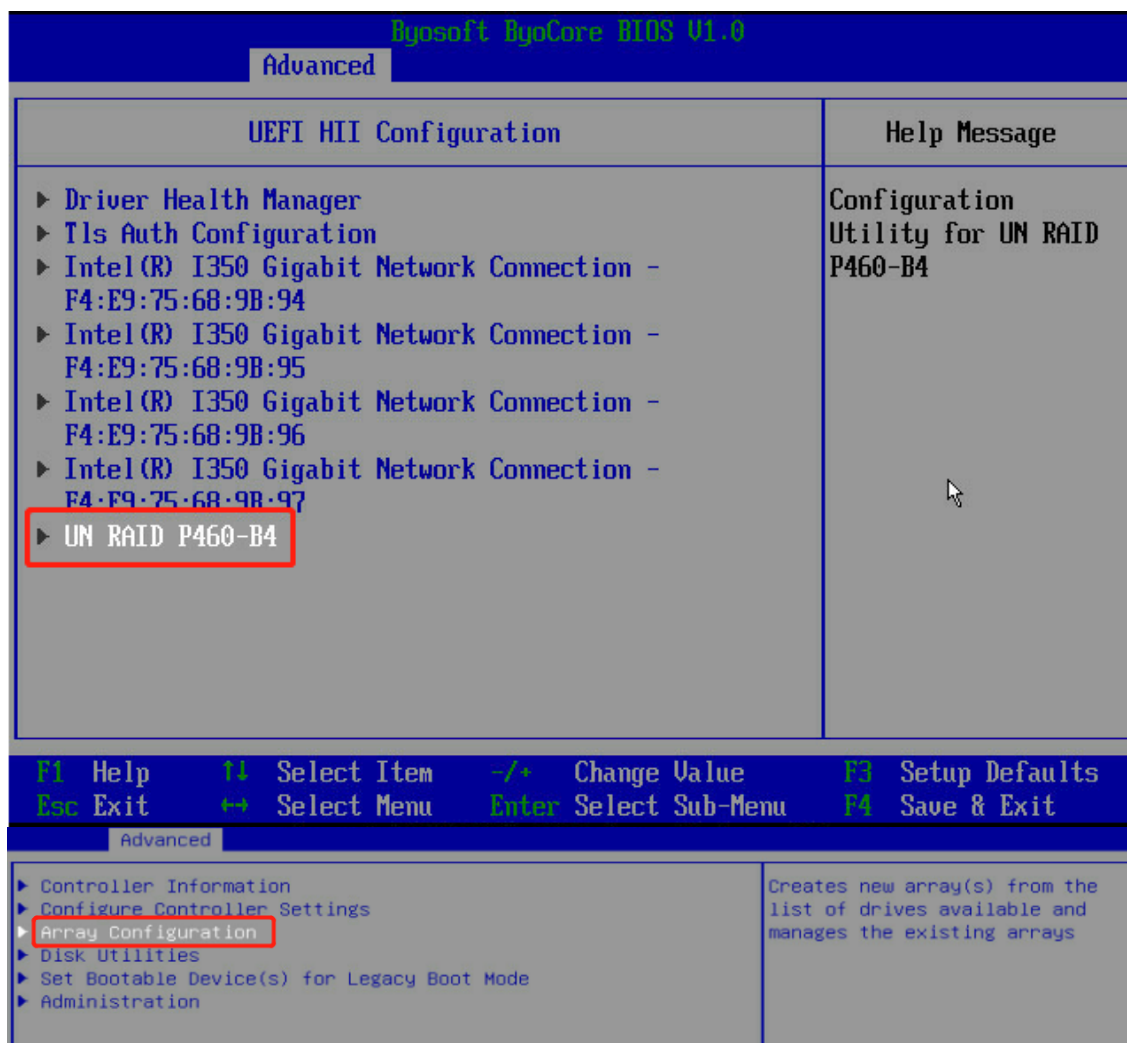 Byosoft ByoCore BIOS V1.0
Advanced
UEFI HII Configuration
Help Message
Driver Health Manager
Tls Auth Configuration
Intel(R) I350 Gigabit Network Connection -
F4:E9:75:68:9B:94
Intel(R) I350 Gigabit Network Connection -
F4:E9:75:68:9B:95
Intel(R) I350 Gigabit Network Connection -
F4:E9:75:68:9B:96
Intel(R) I350 Gigabit Network Connection -
F4:E9:75:68:9B:97
UN RAID P460-B4
Configuration
Utility for UN RAID
P460-B4
F1 Help ↑↓ Select Item -/+ Change Value F3 Setup Defaults
Esc Exit ↔ Select Menu Enter Select Sub-Menu F4 Save & Exit
Advanced
Controller Information
Configure Controller Settings
Array Configuration
Disk Utilities
Set Bootable Device(s) for Legacy Boot Mode
Administration
Creates new array(s) from the
list of drives available and
manages the existing arrays